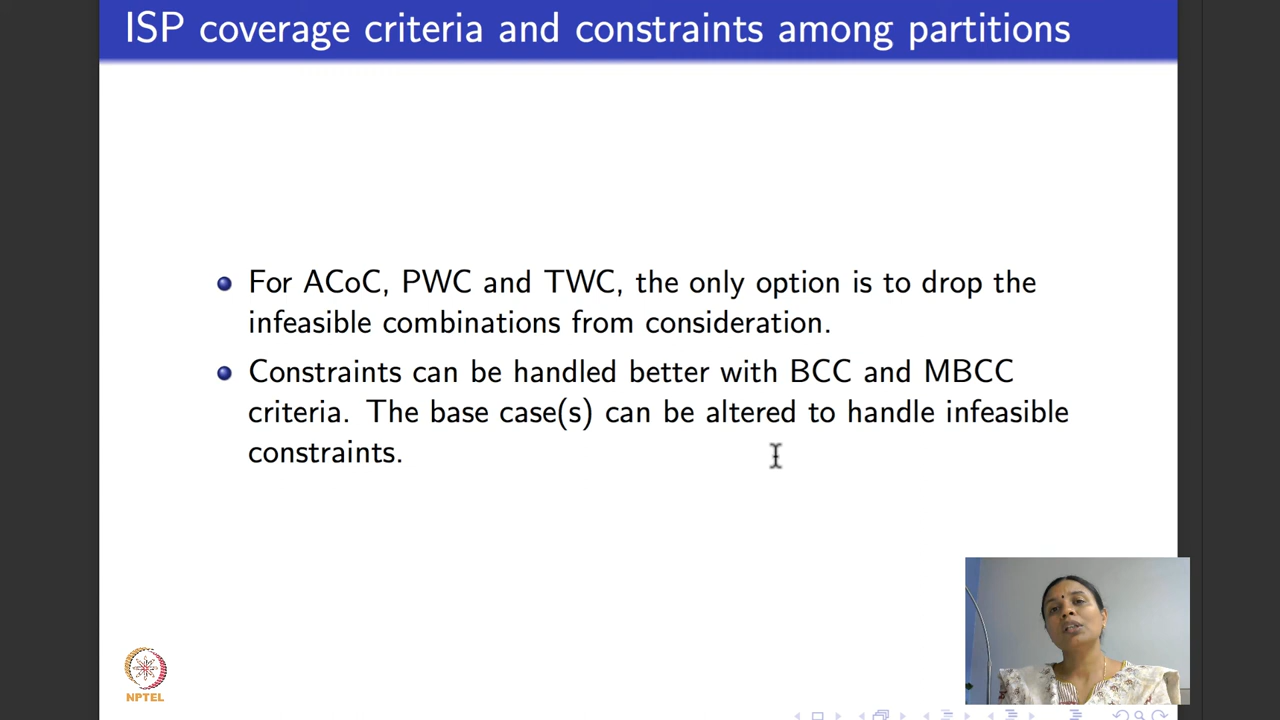 ISP coverage criteria and constraints among partitions
For ACoC, PWC and TWC, the only option is to drop the
infeasible combinations from consideration.
Constraints can be handled better with BCC and MBCC
criteria. The base case(s) can be altered to handle infeasible
constraints.
NPTEL